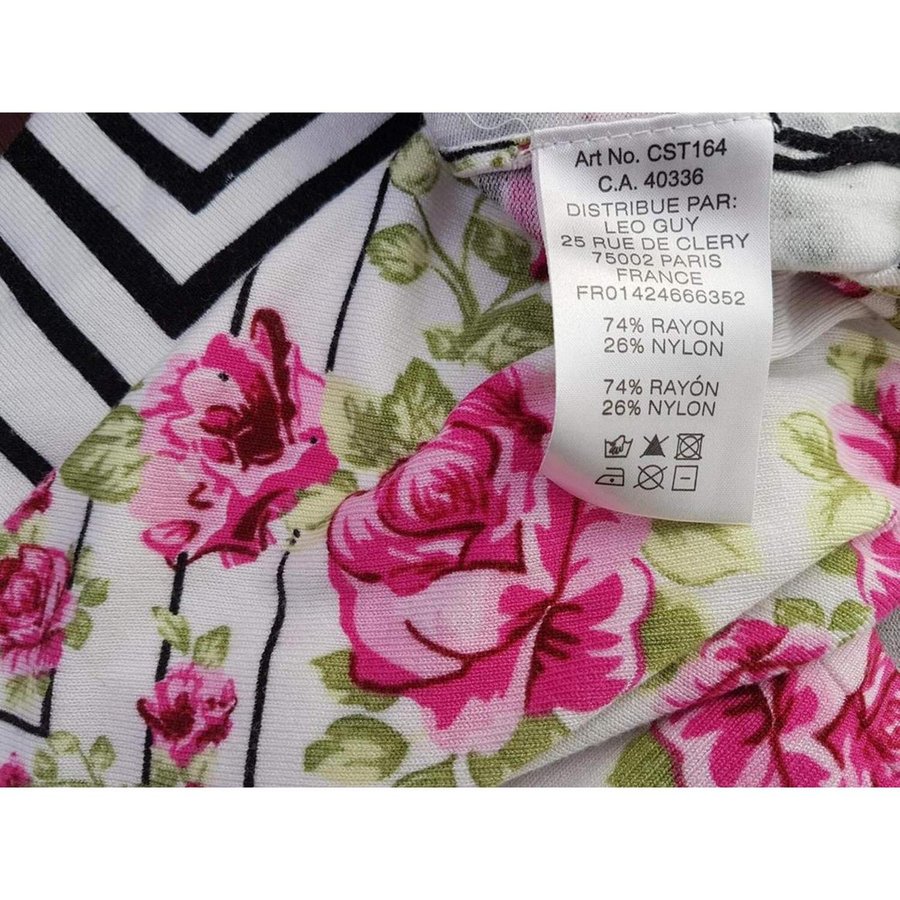 Art No. CST164
C.A. 40336
DISTRIBUE PAR:
LEO GUY
25 RUE DE CLERY
75002 PARIS
FRANCE
FR01424666352
74% RAYON
26% NYLON
74% RAYÓN
26% NYLON